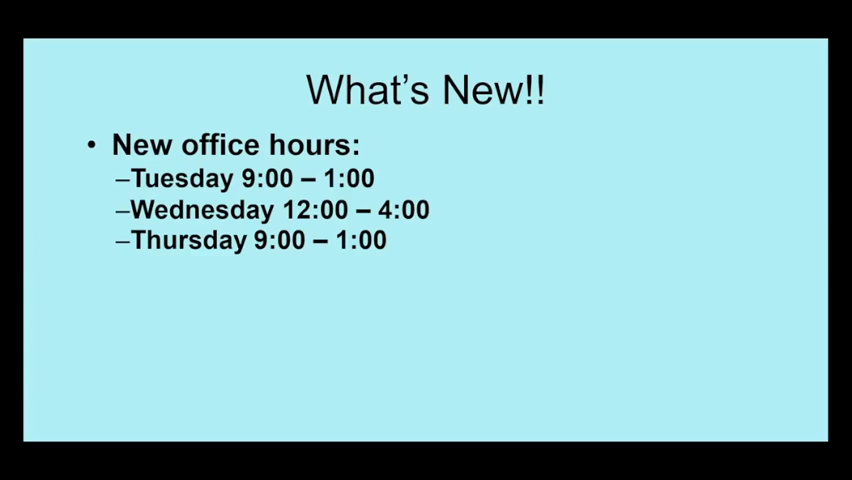 What's New!!
• New office hours:
–Tuesday 9:00 – 1:00
–Wednesday 12:00 – 4:00
–Thursday 9:00 – 1:00